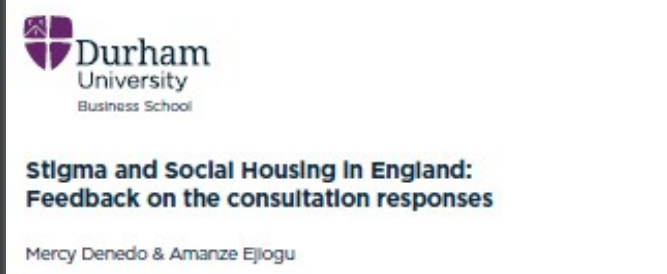 Durham
University
Business School
Stigma and Social Housing in England:
Feedback on the consultation responses
Mercy Denedo & Amanze Ejiogu